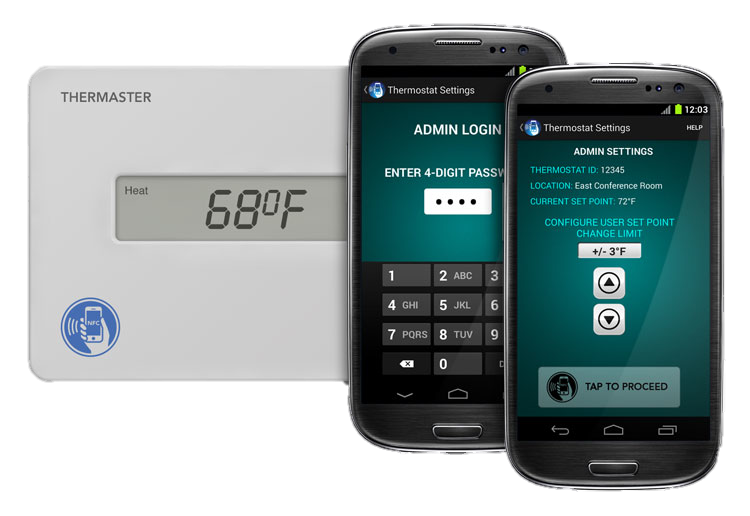 THERMASTER
Heat
68°F
NFC
Thermostat Settings
ADMIN LOGIN
ENTER 4-DIGIT PASSW
1
2 ABC
3
4 GHI
5 JKL
6
7 PQRS
8 TUV
9
0
12:03
Thermostat Settings
HELP
ADMIN SETTINGS
THERMOSTAT ID: 12345
LOCATION: East Conference Room
CURRENT SET POINT: 72°F
CONFIGURE USER SET POINT
CHANGE LIMIT
+/- 3°F
TAP TO PROCEED